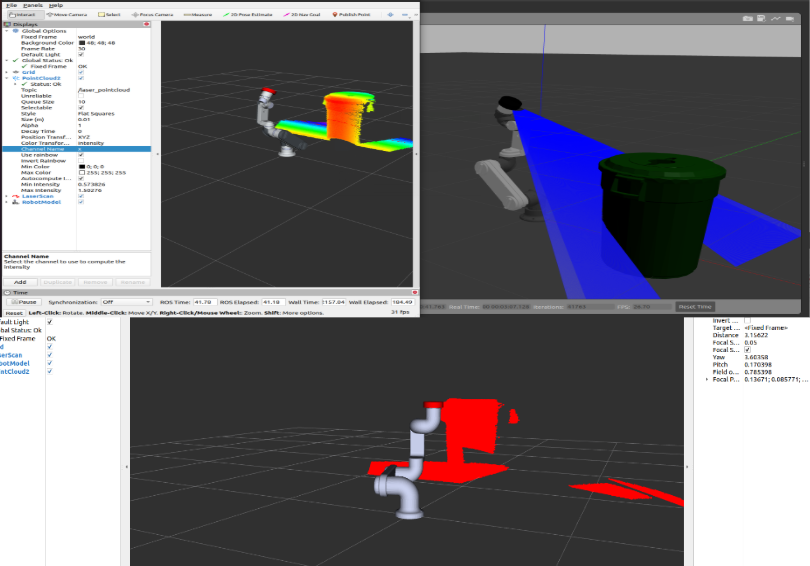 File Panels Help
Interact Move Camera Select Focus Camera Measure 2D Pose Estimate 2D Nav Goal Publish Point
Displays
Global Options
Fixed Frame world
Background Color 48; 48; 48
Frame Rate 30
Default Light
Global Status: Ok
Fixed Frame OK
Grid
PointCloud2
Status: Ok
Topic /laser_pointcloud
Unreliable
Queue Size 10
Selectable
Style Flat Squares
Size (m) 0.01
Alpha 1
Decay Time 0
Position Transf... XYZ
Color Transfor... Intensity
Channel Name x
Use rainbow
Invert Rainbow
Min Color 0; 0; 0
Max Color 255; 255; 255
Autocompute I...
Min Intensity 0.573826
Max Intensity 1.50276
LaserScan
RobotModel
Channel Name
Select the channel to use to compute the
intensity
Add Duplicate Remove Rename
Time
Pause Synchronization: Off ROS Time: 41.78 ROS Elapsed: 41.18 Wall Time: Wall Elapsed: 104.49
Reset Left-Click: Rotate. Middle-Click: Move X/Y. Right-Click/Mouse Wheel: Zoom. Shift: More options. 31 fps
Real Time: Iterations: FPS: Reset Time
fault Light
obal Status: Ok
Fixed Frame OK
d
serScan
obotModel
intCloud2
Invert ...
Target ... <Fixed Frame>
Distance 3.15622
Focal S... 0.05
Focal S...
Yaw 3.60358
Pitch 0.170398
Field o... 0.785398
Focal P... 0.13671; 0.085771; ...